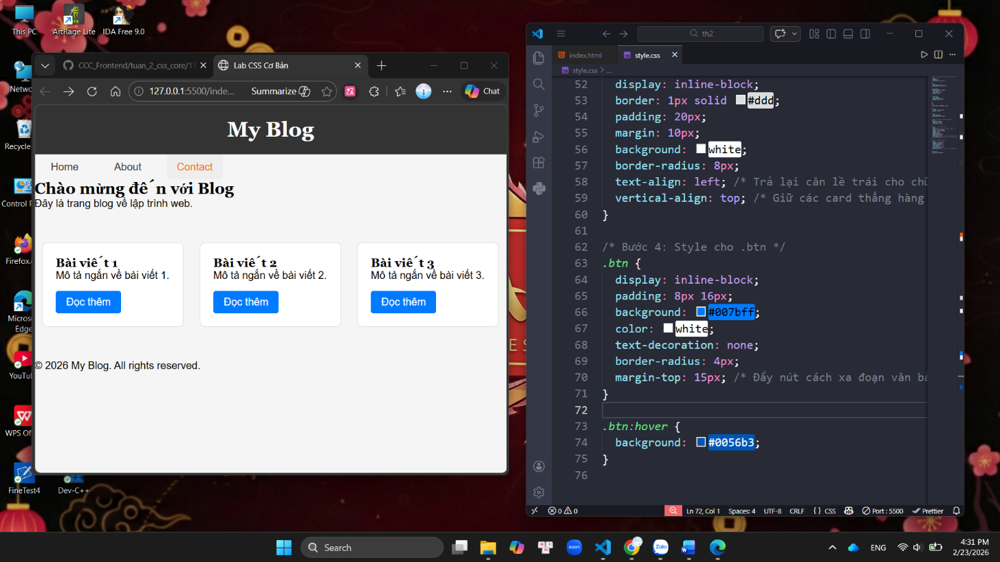 This PC
ArtRage Lite
IDA Free 9.0
Netwo
Recycle
Control P
Firefox.
Micros
Edge
YouTu
WPS Of
FineTest4
Dev-C++
CCC_Frontend/tuan_2_css_core/11
Lab CSS Cơ Bản
127.0.0.1:5500/inde...
Summarize
Chat
My Blog
Home
About
Contact
Chào mừng đến với Blog
Đây là trang blog về lập trình web.
Bài viết 1
Mô tả ngắn về bài viết 1.
Đọc thêm
Bài viết 2
Mô tả ngắn về bài viết 2.
Đọc thêm
Bài viết 3
Mô tả ngắn về bài viết 3.
Đọc thêm
© 2026 My Blog. All rights reserved.
th2
index.html
style.css
style.css > ...
52 display: inline-block;
53 border: 1px solid #ddd;
54 padding: 20px;
55 margin: 10px;
56 background: white;
57 border-radius: 8px;
58 text-align: left; /* Trả lại căn lề trái cho ch
59 vertical-align: top; /* Giữ các card thẳng hàng
60 }
61
62 /* Bước 4: Style cho .btn */
63 .btn {
64 display: inline-block;
65 padding: 8px 16px;
66 background: #007bff;
67 color: white;
68 text-decoration: none;
69 border-radius: 4px;
70 margin-top: 15px; /* Đẩy nút cách xa đoạn văn b
71 }
72
73 .btn:hover {
74 background: #0056b3;
75 }
76
0 0
Ln 72, Col 1
Spaces: 4
UTF-8
CRLF
{ } CSS
Port : 5500
Prettier
Search
zoom
Zalo
ENG
4:31 PM
2/23/2026